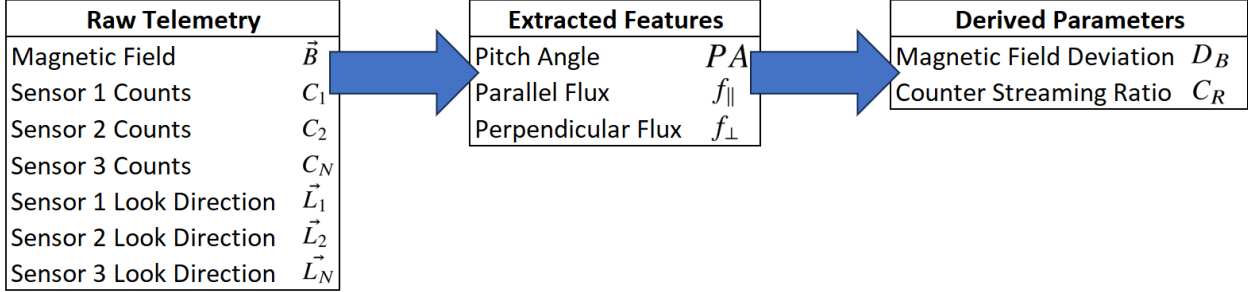 Raw Telemetry
Magnetic Field B⃗
Sensor 1 Counts C₁
Sensor 2 Counts C₂
Sensor 3 Counts C_N
Sensor 1 Look Direction L⃗₁
Sensor 2 Look Direction L⃗₂
Sensor 3 Look Direction L⃗_N
Extracted Features
Pitch Angle PA
Parallel Flux f∥
Perpendicular Flux f⊥
Derived Parameters
Magnetic Field Deviation D_B
Counter Streaming Ratio C_R